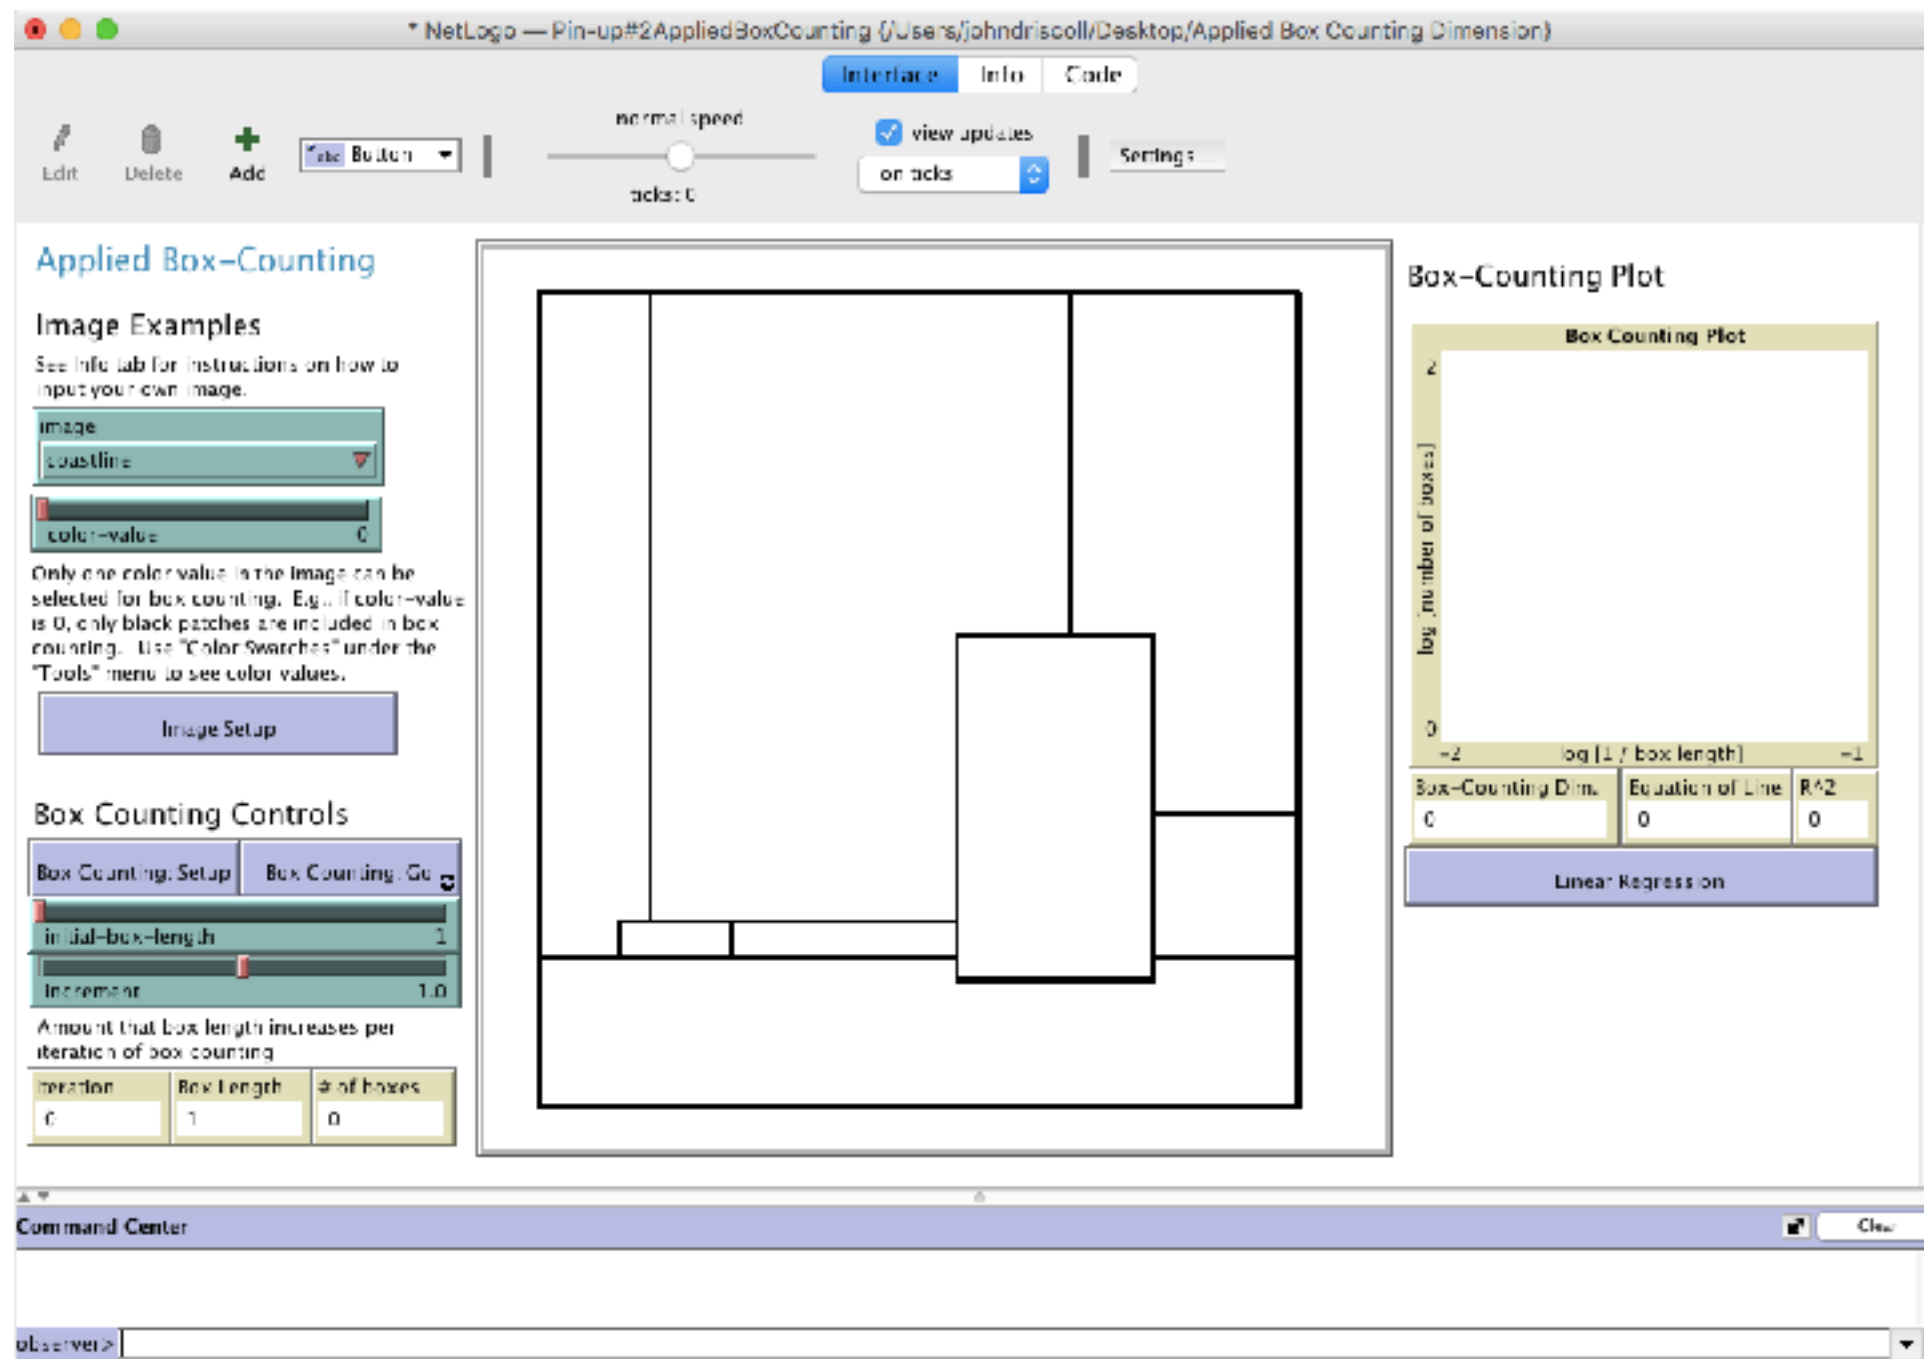 * NetLogo — Pin-up#2AppliedBoxCounting {/Users/johndriscoll/Desktop/Applied Box Counting Dimension}
Interface Info Code
Edit Delete Add
abc Button
normal speed
ticks: 0
view updates
on ticks
Settings...
Applied Box-Counting
Image Examples
See Info tab for instructions on how to
input your own image.
image
coastline
color-value 0
Only one color value in the image can be
selected for box counting. E.g., if color-value
is 0, only black patches are included in box
counting. Use "Color Swatches" under the
"Tools" menu to see color values.
Image Setup
Box Counting Controls
Box Counting: Setup
Box Counting: Go
initial-box-length 1
increment 1.0
Amount that box length increases per
iteration of box counting
Iteration
0
Box Length
1
# of boxes
0
Box-Counting Plot
Box Counting Plot
2
log [number of boxes]
0
-2 log [1 / box length] -1
Box-Counting Dim.
0
Equation of Line
0
R^2
0
Linear Regression
Command Center
Clear
observer>